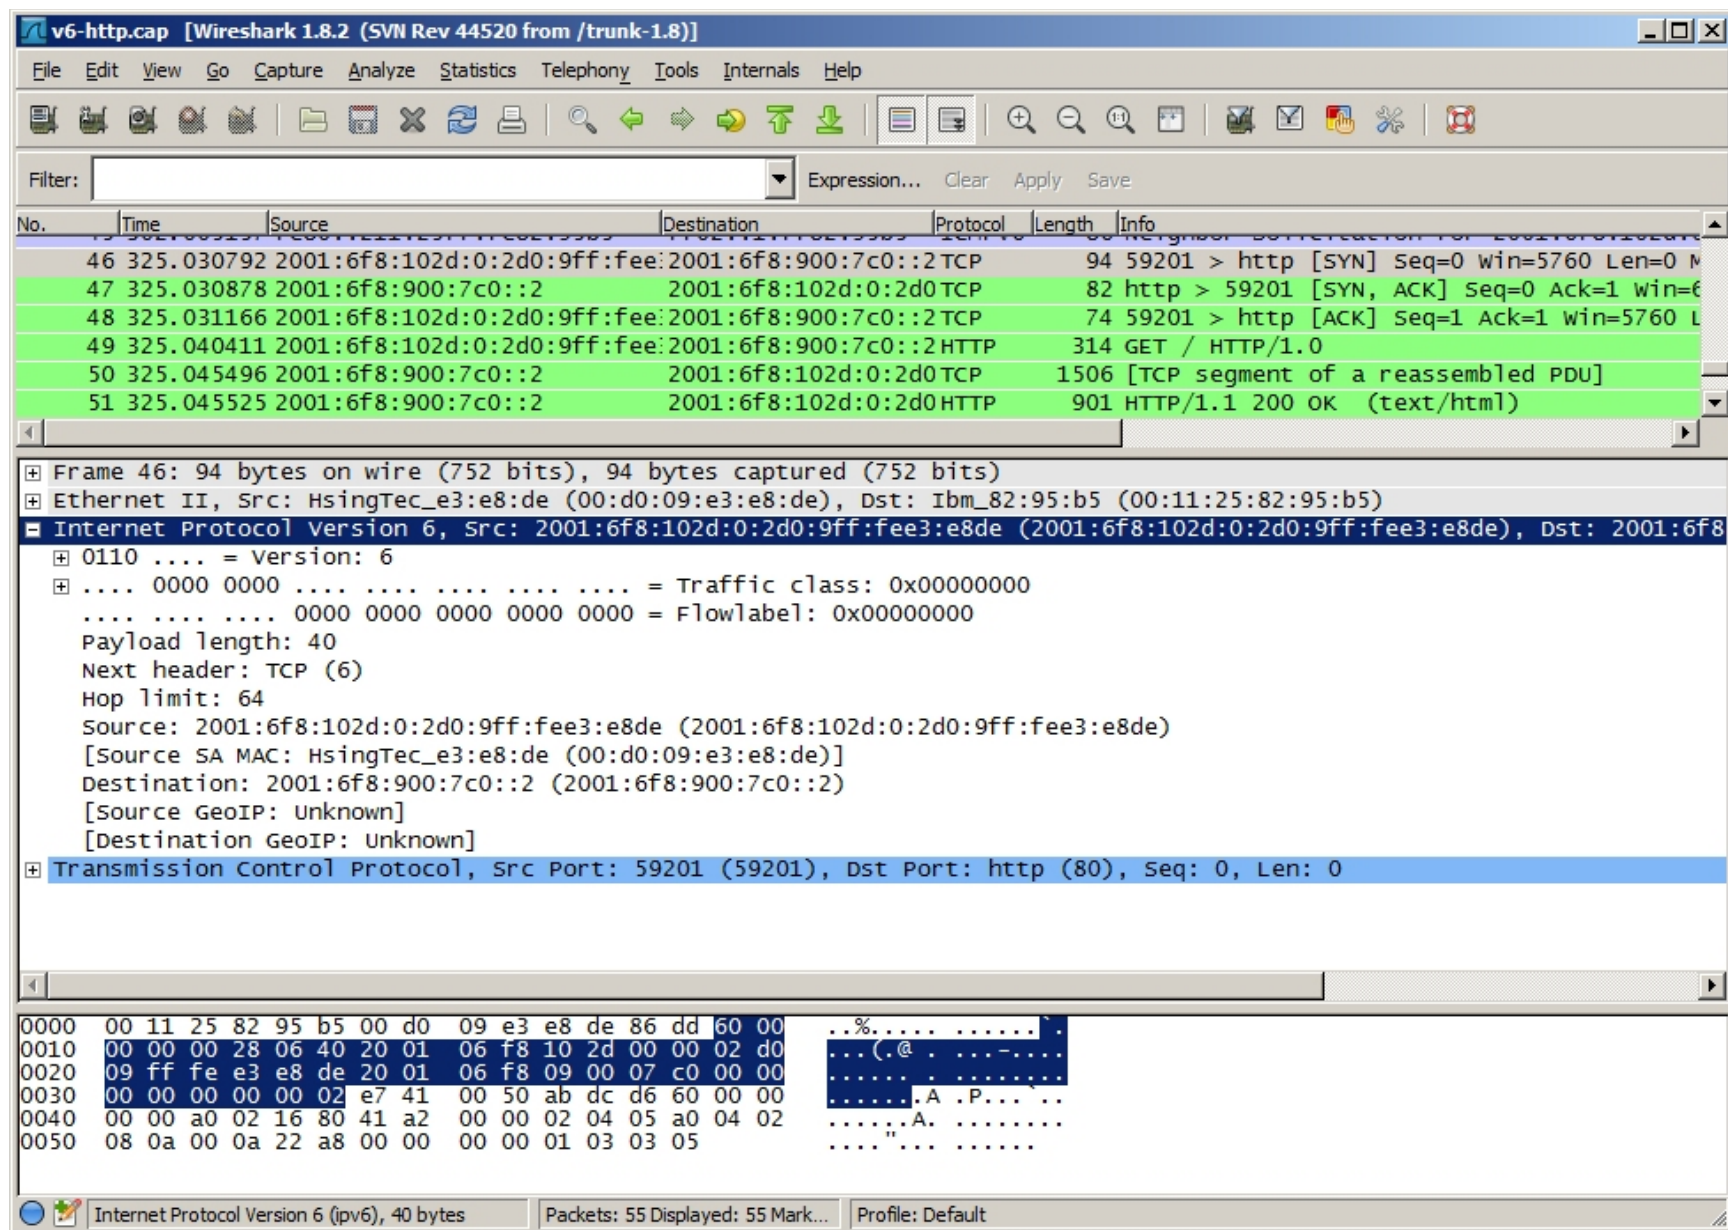 v6-http.cap [Wireshark 1.8.2 (SVN Rev 44520 from /trunk-1.8)]
File Edit View Go Capture Analyze Statistics Telephony Tools Internals Help
Filter: Expression... Clear Apply Save
No. Time Source Destination Protocol Length Info
46 325.030792 2001:6f8:102d:0:2d0:9ff:fee 2001:6f8:900:7c0::2 TCP 94 59201 > http [SYN] Seq=0 Win=5760 Len=0 M
47 325.030878 2001:6f8:900:7c0::2 2001:6f8:102d:0:2d0 TCP 82 http > 59201 [SYN, ACK] Seq=0 Ack=1 Win=6
48 325.031166 2001:6f8:102d:0:2d0:9ff:fee 2001:6f8:900:7c0::2 TCP 74 59201 > http [ACK] Seq=1 Ack=1 Win=5760 L
49 325.040411 2001:6f8:102d:0:2d0:9ff:fee 2001:6f8:900:7c0::2 HTTP 314 GET / HTTP/1.0
50 325.045496 2001:6f8:900:7c0::2 2001:6f8:102d:0:2d0 TCP 1506 [TCP segment of a reassembled PDU]
51 325.045525 2001:6f8:900:7c0::2 2001:6f8:102d:0:2d0 HTTP 901 HTTP/1.1 200 OK (text/html)
Frame 46: 94 bytes on wire (752 bits), 94 bytes captured (752 bits)
Ethernet II, Src: HsingTec_e3:e8:de (00:d0:09:e3:e8:de), Dst: Ibm_82:95:b5 (00:11:25:82:95:b5)
Internet Protocol Version 6, Src: 2001:6f8:102d:0:2d0:9ff:fee3:e8de (2001:6f8:102d:0:2d0:9ff:fee3:e8de), Dst: 2001:6f8
0110 .... = Version: 6
.... 0000 0000 .... .... .... .... .... = Traffic class: 0x00000000
.... .... .... 0000 0000 0000 0000 0000 = Flowlabel: 0x00000000
Payload length: 40
Next header: TCP (6)
Hop limit: 64
Source: 2001:6f8:102d:0:2d0:9ff:fee3:e8de (2001:6f8:102d:0:2d0:9ff:fee3:e8de)
[Source SA MAC: HsingTec_e3:e8:de (00:d0:09:e3:e8:de)]
Destination: 2001:6f8:900:7c0::2 (2001:6f8:900:7c0::2)
[Source GeoIP: Unknown]
[Destination GeoIP: Unknown]
Transmission Control Protocol, Src Port: 59201 (59201), Dst Port: http (80), Seq: 0, Len: 0
0000 00 11 25 82 95 b5 00 d0 09 e3 e8 de 86 dd 60 00 ..%..... ......`.
0010 00 00 00 28 06 40 20 01 06 f8 10 2d 00 00 02 d0 ...(.@ . ...-....
0020 09 ff fe e3 e8 de 20 01 06 f8 09 00 07 c0 00 00 ...... . ........
0030 00 00 00 00 00 02 e7 41 00 50 ab dc d6 60 00 00 .......A .P...`..
0040 00 00 a0 02 16 80 41 a2 00 00 02 04 05 a0 04 02 ......A. ........
0050 08 0a 00 0a 22 a8 00 00 00 00 01 03 03 05 ...."... ......
Internet Protocol Version 6 (ipv6), 40 bytes Packets: 55 Displayed: 55 Mark... Profile: Default